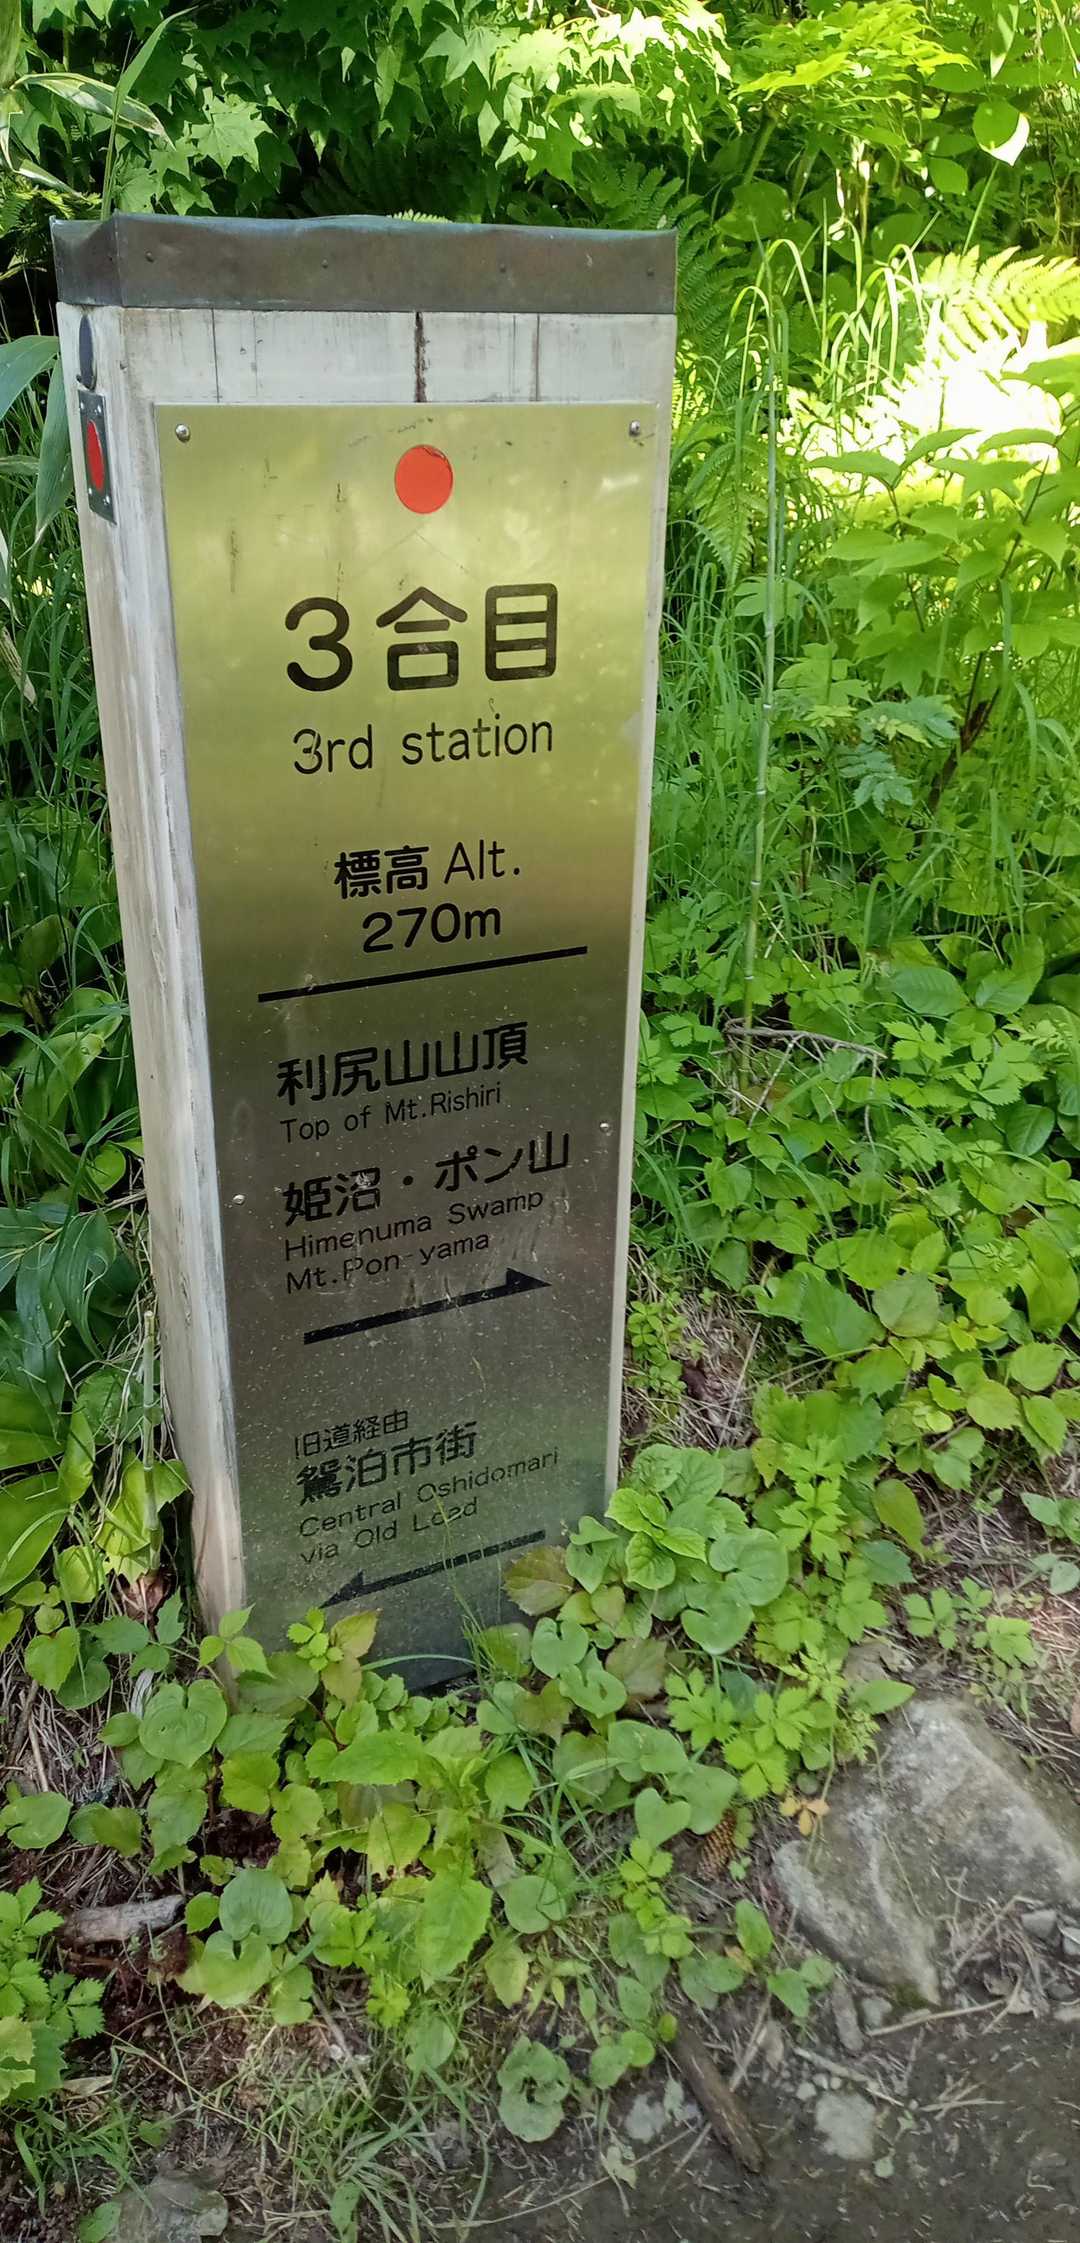 3合目
3rd station
標高 Alt.
270m
利尻山山頂
Top of Mt.Rishiri
姫沼・ポン山
Himenuma Swamp
Mt.Pon-yama
旧道経由
鴛泊市街
Central Oshidomari
via Old Load